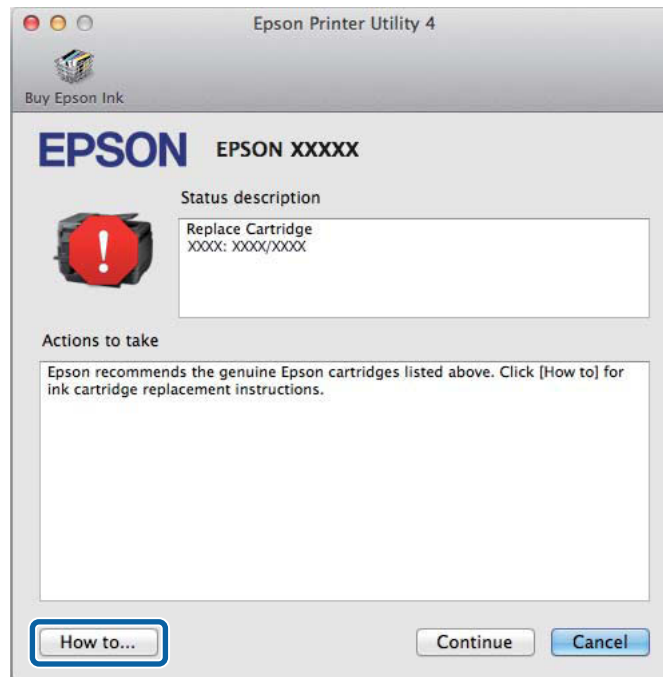 Epson Printer Utility 4
Buy Epson Ink
EPSON EPSON XXXXX
Status description
Replace Cartridge
XXXX: XXXX/XXXX
!
Actions to take
Epson recommends the genuine Epson cartridges listed above. Click [How to] for
ink cartridge replacement instructions.
How to... Continue Cancel